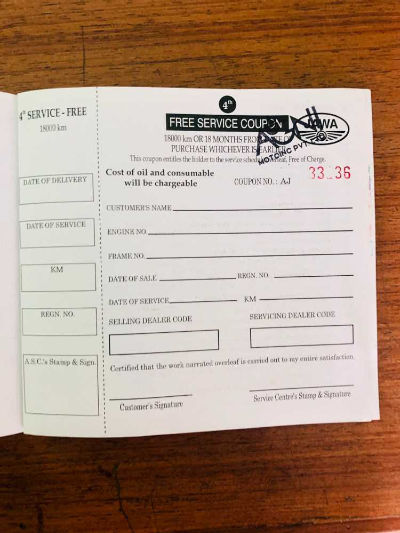 4th SERVICE - FREE
18000 km
DATE OF DELIVERY
DATE OF SERVICE
KM
REGN. NO.
A.S.C.'s Stamp & Sign.
4th
FREE SERVICE COUPON
18000 km OR 18 MONTHS FROM
PURCHASE WHICHEVER IS EARLIER
This coupon entitles the holder to the service Free of Charge.
MOTONIC PVT.
Cost of oil and consumable
will be chargeable
COUPON NO.: AJ
33 36
CUSTOMER'S NAME
ENGINE NO.
FRAME NO.
DATE OF SALE REGN. NO.
DATE OF SERVICE KM
SELLING DEALER CODE SERVICING DEALER CODE
Certified that the work narrated overleaf is carried out to my entire satisfaction.
Customer's Signature Service Centre's Stamp & Signature